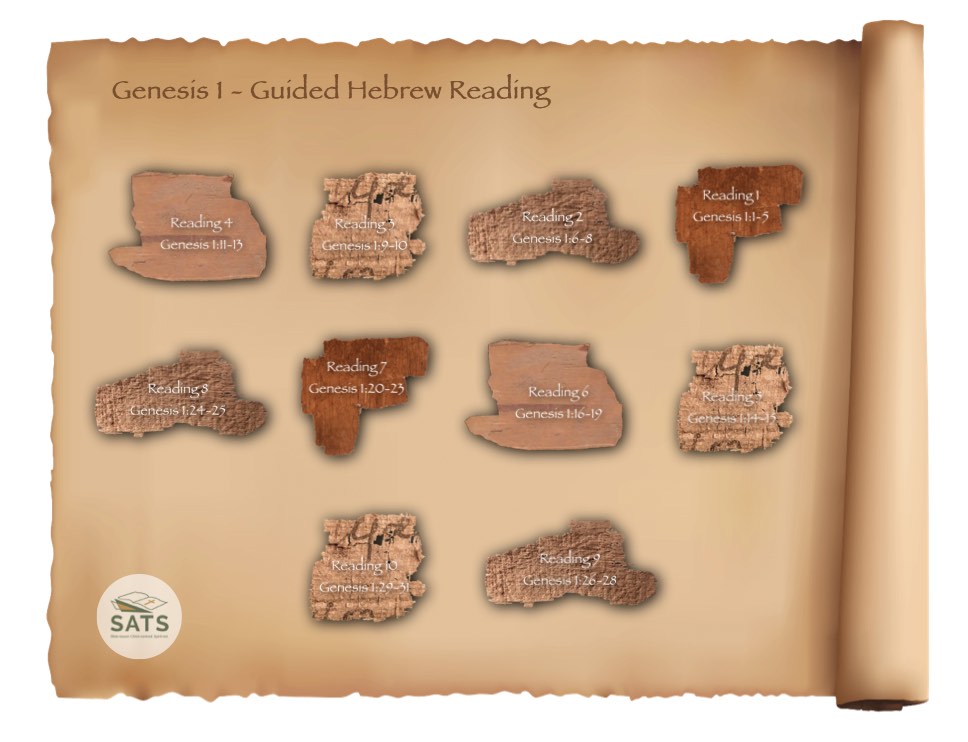 Genesis 1 - Guided Hebrew Reading
Reading 4
Genesis 1:11-13
Reading 3
Genesis 1:9-10
Reading 2
Genesis 1:6-8
Reading 1
Genesis 1:1-5
Reading 8
Genesis 1:24-25
Reading 7
Genesis 1:20-23
Reading 6
Genesis 1:16-19
Reading 5
Genesis 1:14-15
Reading 10
Genesis 1:29-31
Reading 9
Genesis 1:26-28
SATS